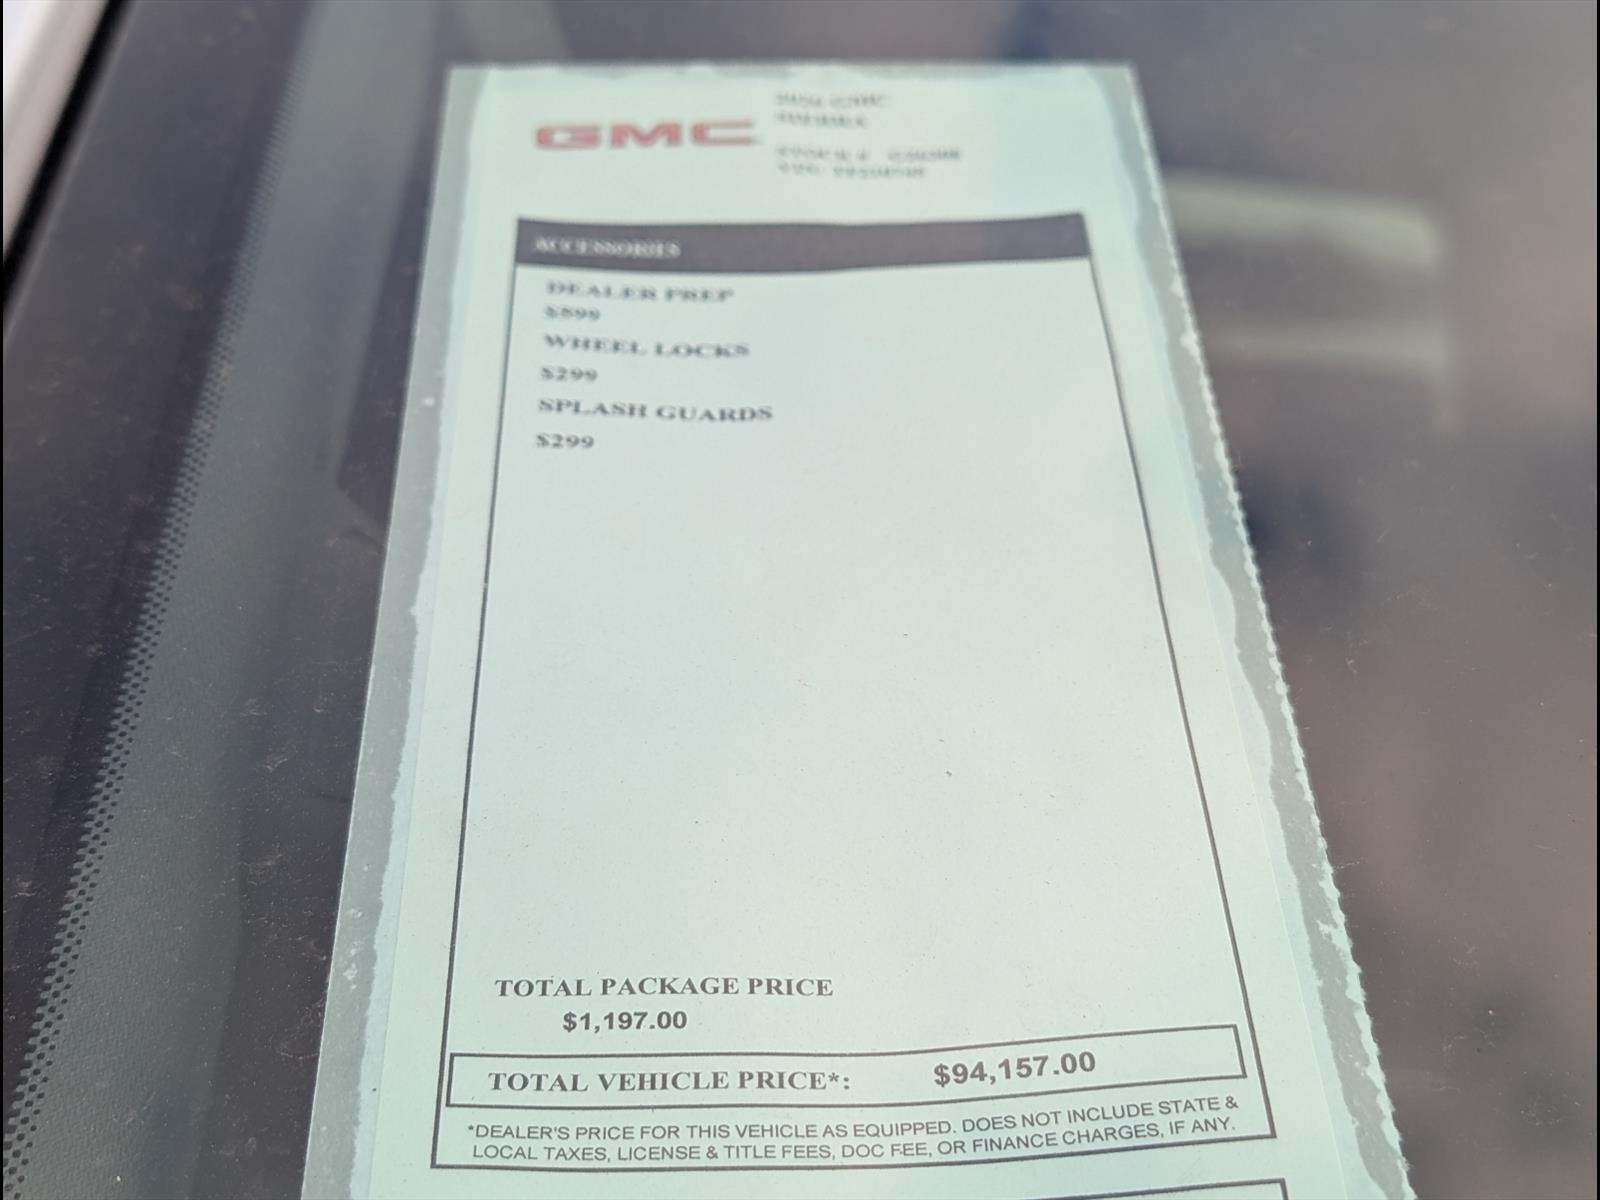 GMC
ACCESSORIES
DEALER PREP
$599
WHEEL LOCKS
$299
SPLASH GUARDS
$299
TOTAL PACKAGE PRICE
$1,197.00
TOTAL VEHICLE PRICE*: $94,157.00
*DEALER'S PRICE FOR THIS VEHICLE AS EQUIPPED. DOES NOT INCLUDE STATE &
LOCAL TAXES, LICENSE & TITLE FEES, DOC FEE, OR FINANCE CHARGES, IF ANY.